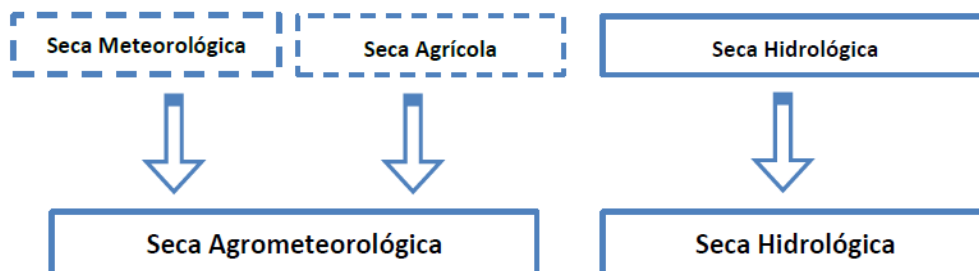 Seca Meteorológica
Seca Agrícola
Seca Hidrológica
Seca Agrometeorológica
Seca Hidrológica